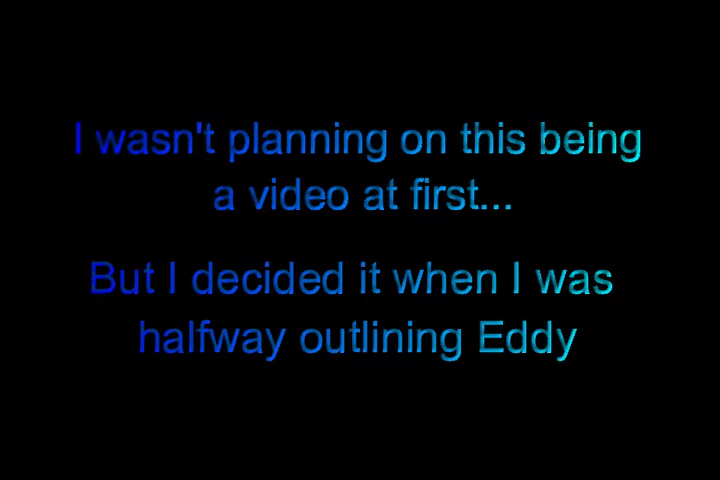 I wasn't planning on this being
a video at first...
But I decided it when I was
halfway outlining Eddy